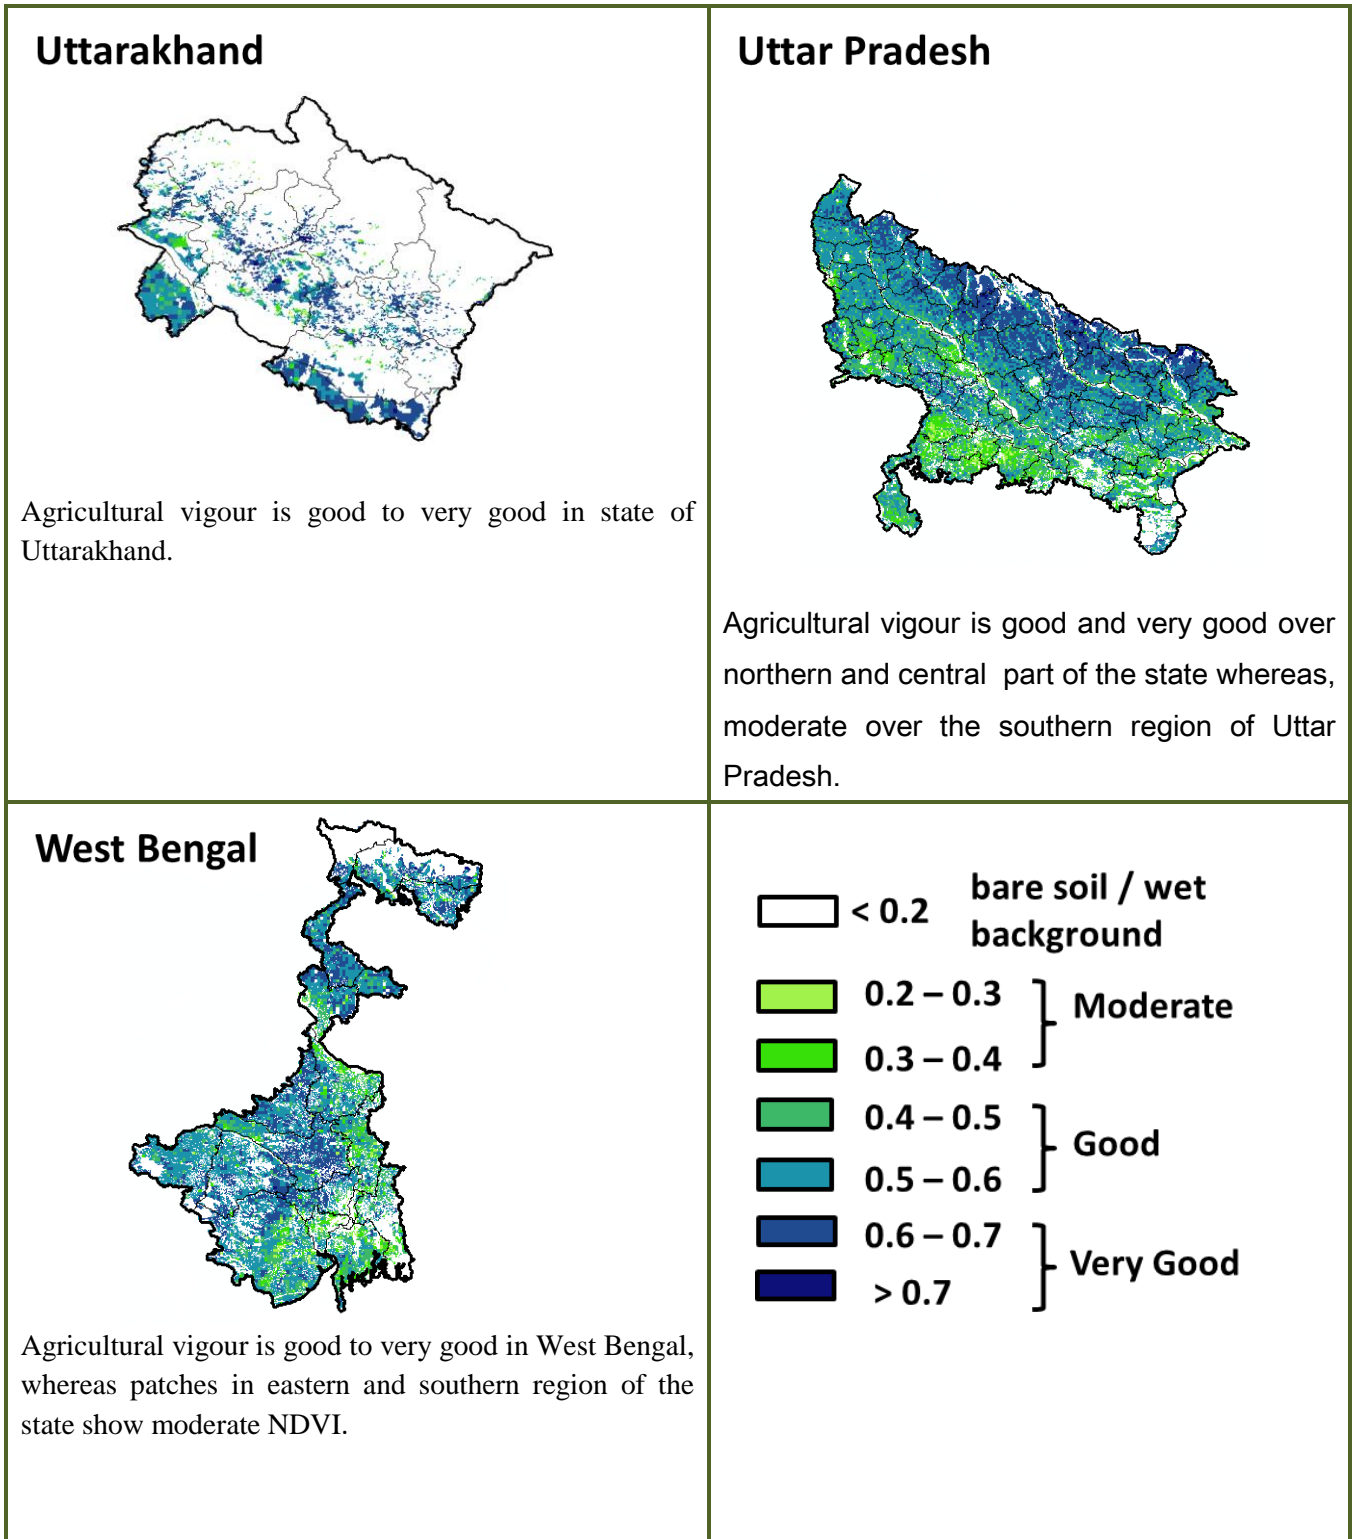 Uttarakhand
Agricultural vigour is good to very good in state of
Uttarakhand.
Uttar Pradesh
Agricultural vigour is good and very good over
northern and central part of the state whereas,
moderate over the southern region of Uttar
Pradesh.
West Bengal
Agricultural vigour is good to very good in West Bengal,
whereas patches in eastern and southern region of the
state show moderate NDVI.
< 0.2 bare soil / wet
background
0.2 – 0.3
Moderate
0.3 – 0.4
0.4 – 0.5
Good
0.5 – 0.6
0.6 – 0.7
Very Good
> 0.7